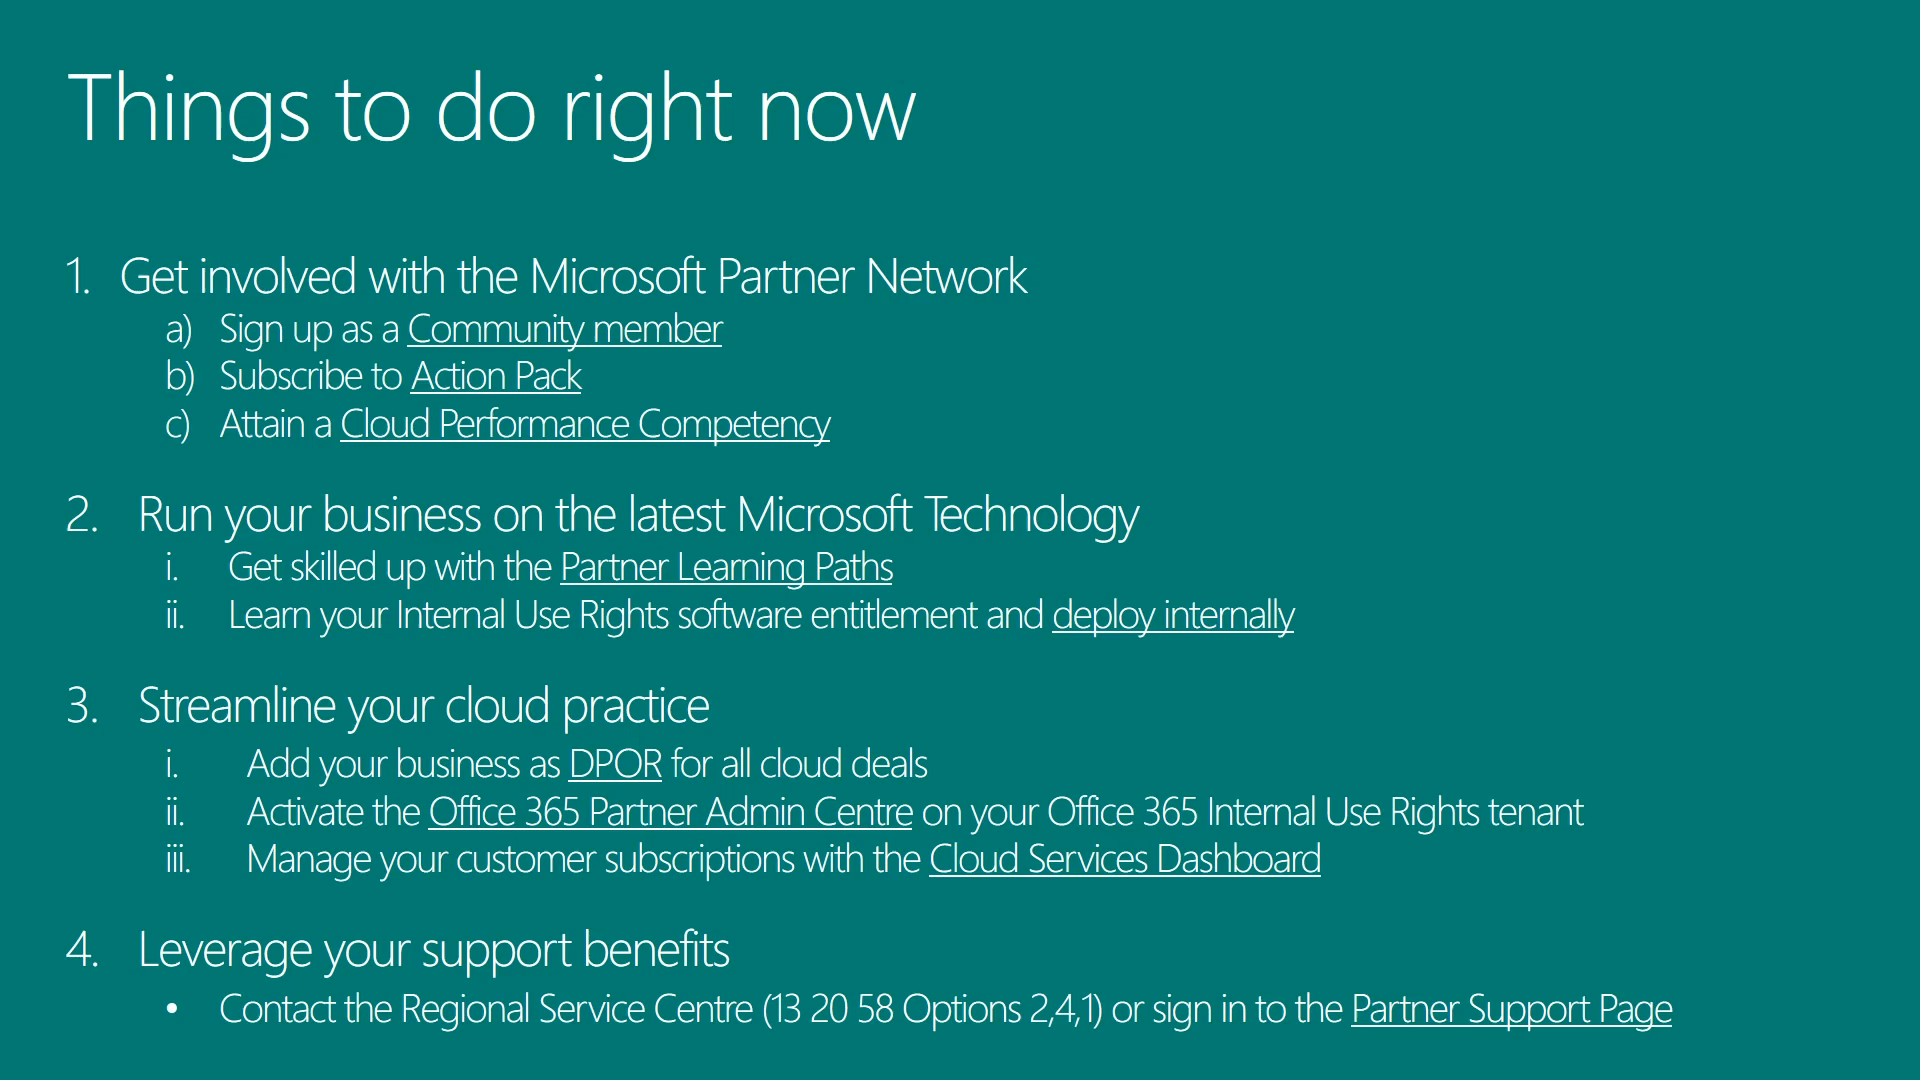 Things to do right now
1. Get involved with the Microsoft Partner Network
a) Sign up as a Community member
b) Subscribe to Action Pack
c) Attain a Cloud Performance Competency
2. Run your business on the latest Microsoft Technology
i. Get skilled up with the Partner Learning Paths
ii. Learn your Internal Use Rights software entitlement and deploy internally
3. Streamline your cloud practice
i. Add your business as DPOR for all cloud deals
ii. Activate the Office 365 Partner Admin Centre on your Office 365 Internal Use Rights tenant
iii. Manage your customer subscriptions with the Cloud Services Dashboard
4. Leverage your support benefits
• Contact the Regional Service Centre (13 20 58 Options 2,4,1) or sign in to the Partner Support Page